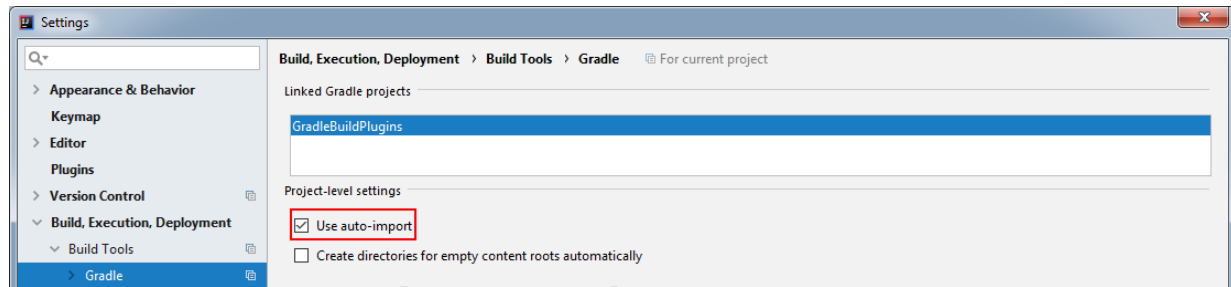 Settings
Build, Execution, Deployment > Build Tools > Gradle For current project
Appearance & Behavior
Keymap
Editor
Plugins
Version Control
Build, Execution, Deployment
Build Tools
Gradle
Linked Gradle projects
GradleBuildPlugins
Project-level settings
Use auto-import
Create directories for empty content roots automatically